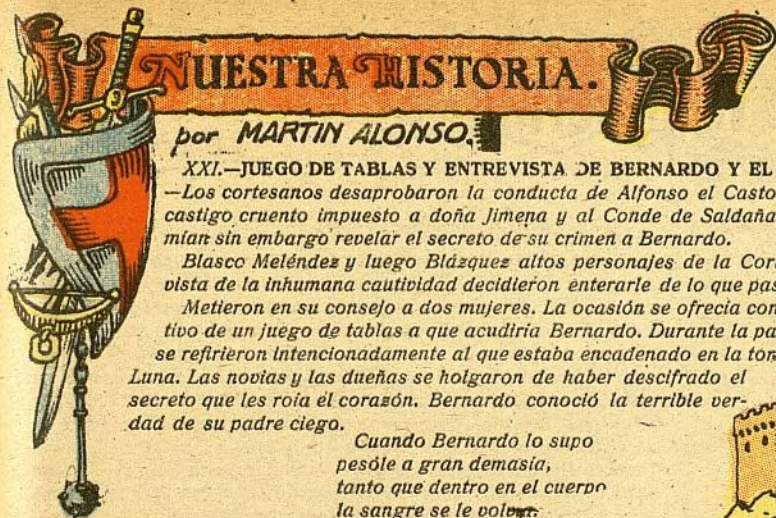 NUESTRA HISTORIA.
por MARTIN ALONSO.
XXI.—JUEGO DE TABLAS Y ENTREVISTA DE BERNARDO Y EL
—Los cortesanos desaprobaron la conducta de Alfonso el Casto
castigo cruento impuesto a doña Jimena y al Conde de Saldaña
mían sin embargo revelar el secreto de su crimen a Bernardo.
Blasco Meléndez y luego Blázquez altos personajes de la Cor
vista de la inhumana cautividad decidieron enterarle de lo que pas
Metieron en su consejo a dos mujeres. La ocasión se ofrecía con
tivo de un juego de tablas a que acudiría Bernardo. Durante la pa
se refirieron intencionadamente al que estaba encadenado en la tor
Luna. Las novias y las dueñas se holgaron de haber descifrado el
secreto que les roía el corazón. Bernardo conoció la terrible ver-
dad de su padre ciego.
Cuando Bernardo lo supo
pesóle a gran demasía,
tanto que dentro en el cuerpo
la sangre se le